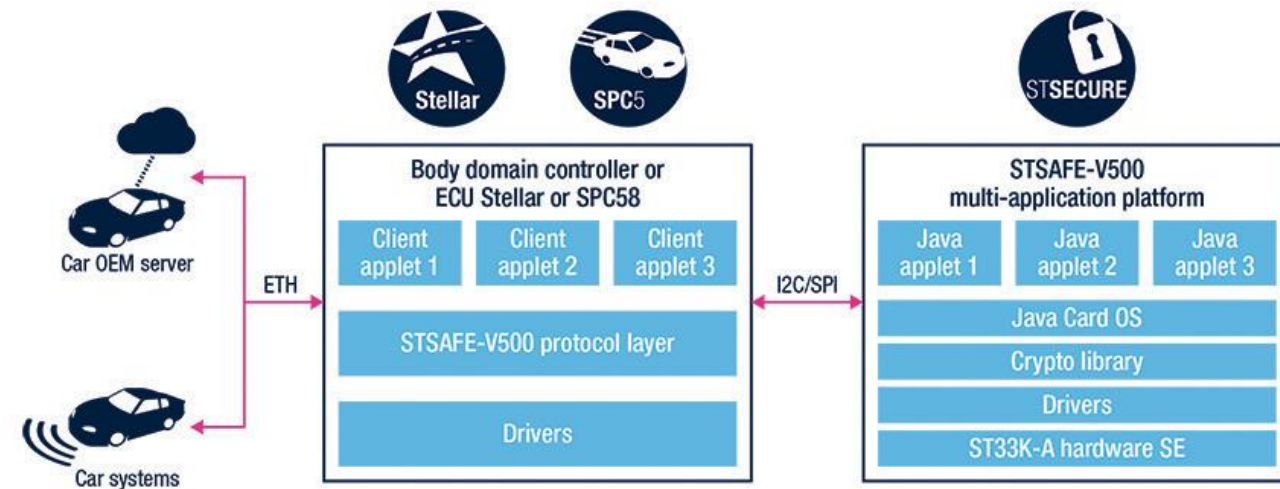 Stellar
SPC5
STSECURE
Body domain controller or
ECU Stellar or SPC58
Client
applet 1
Client
applet 2
Client
applet 3
STSAFE-V500 protocol layer
Drivers
STSAFE-V500
multi-application platform
Java
applet 1
Java
applet 2
Java
applet 3
Java Card OS
Crypto library
Drivers
ST33K-A hardware SE
Car OEM server
ETH
I2C/SPI
Car systems